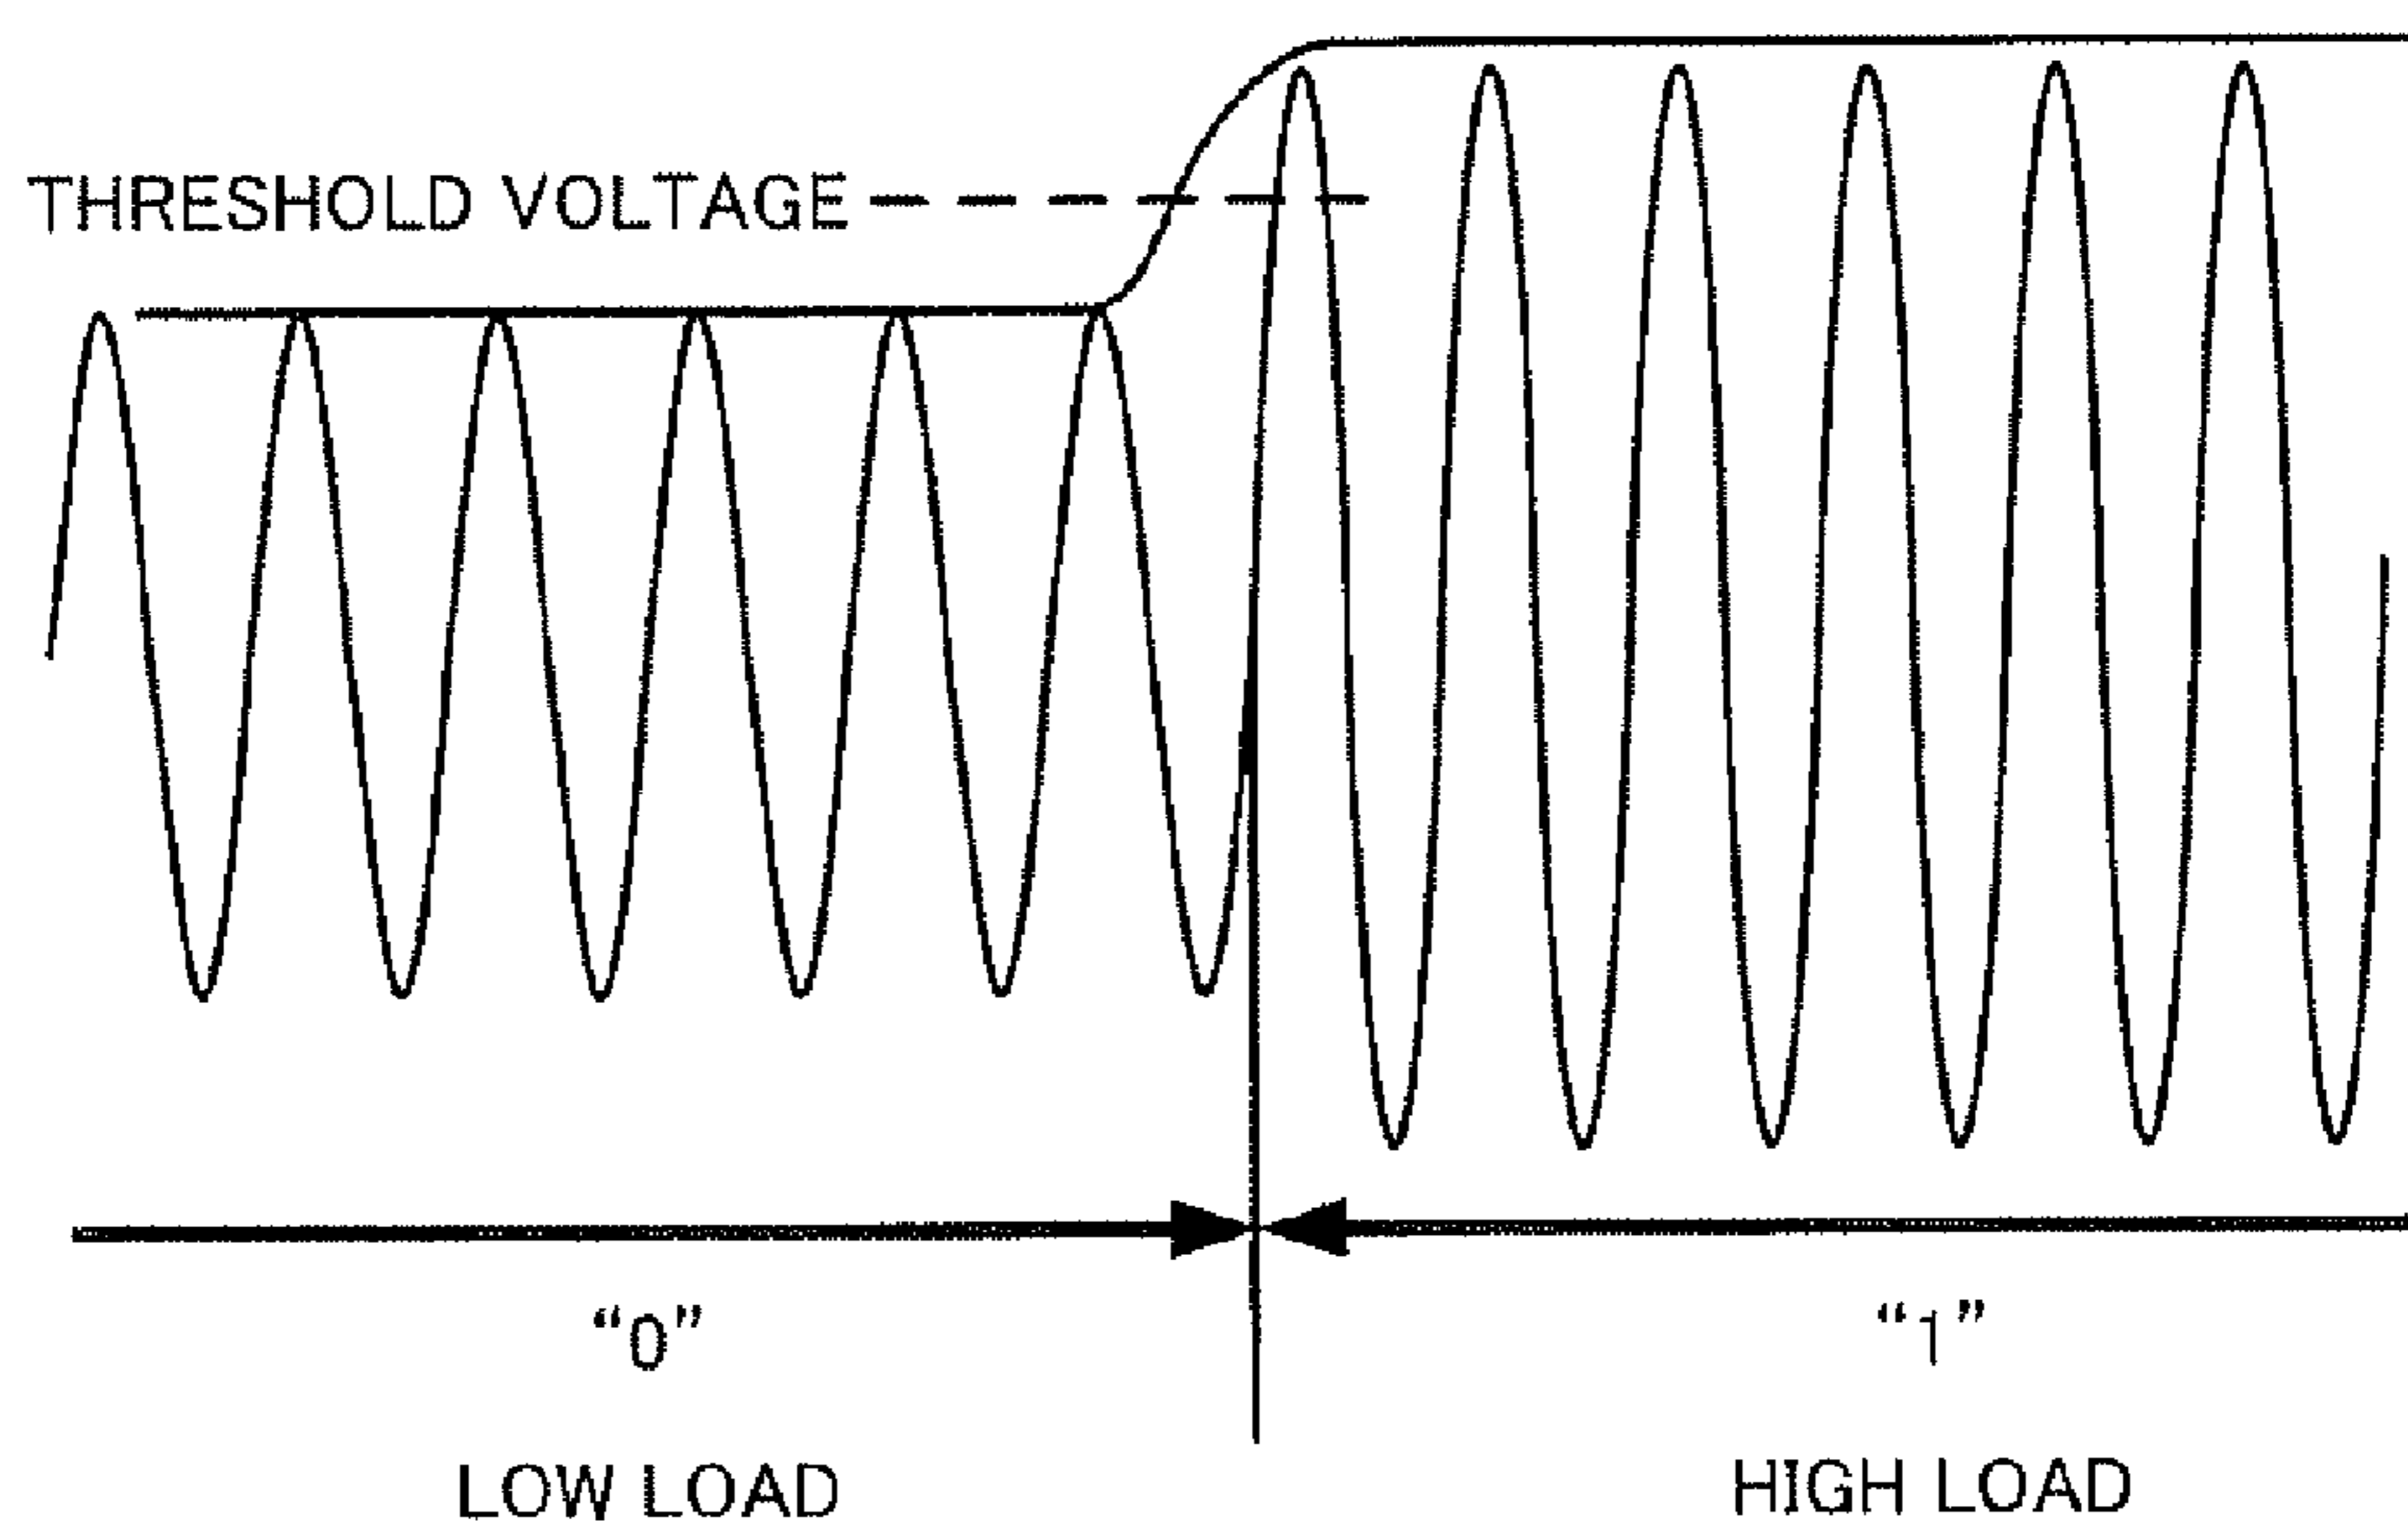 THRESHOLD VOLTAGE
“0”
“1”
LOW LOAD
HIGH LOAD